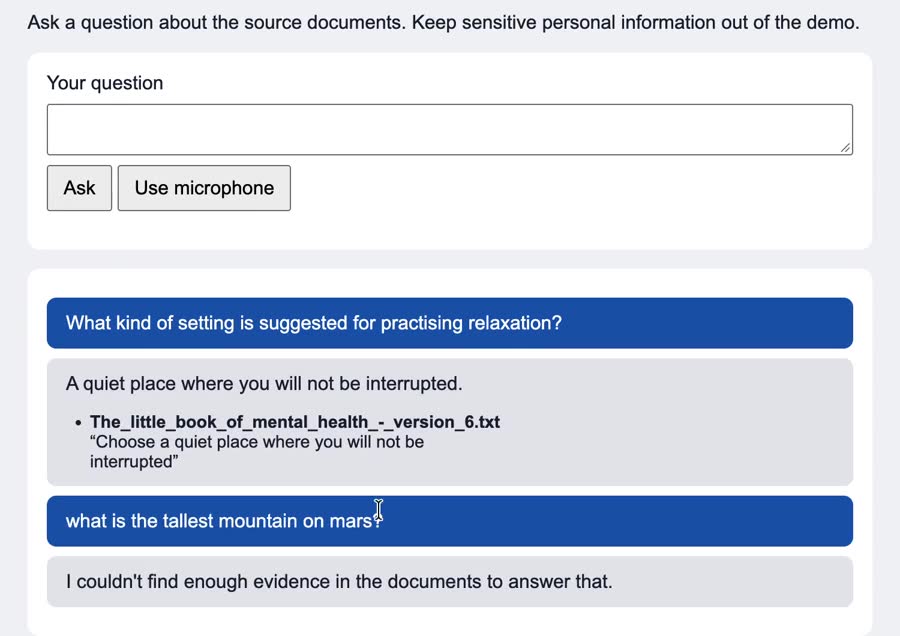 Ask a question about the source documents. Keep sensitive personal information out of the demo.
Your question
Ask Use microphone
What kind of setting is suggested for practising relaxation?
A quiet place where you will not be interrupted.
• The_little_book_of_mental_health_-_version_6.txt
“Choose a quiet place where you will not be
interrupted”
what is the tallest mountain on mars?
I couldn't find enough evidence in the documents to answer that.